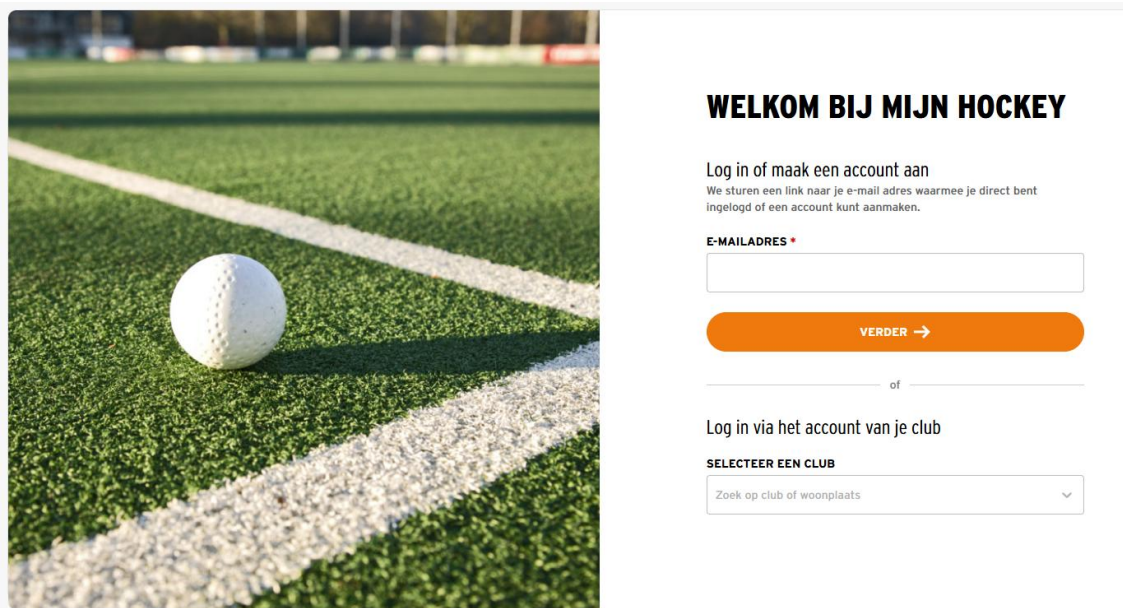 WELKOM BIJ MIJN HOCKEY
Log in of maak een account aan
We sturen een link naar je e-mail adres waarmee je direct bent
ingelogd of een account kunt aanmaken.
E-MAILADRES *
VERDER →
of
Log in via het account van je club
SELECTEER EEN CLUB
Zoek op club of woonplaats